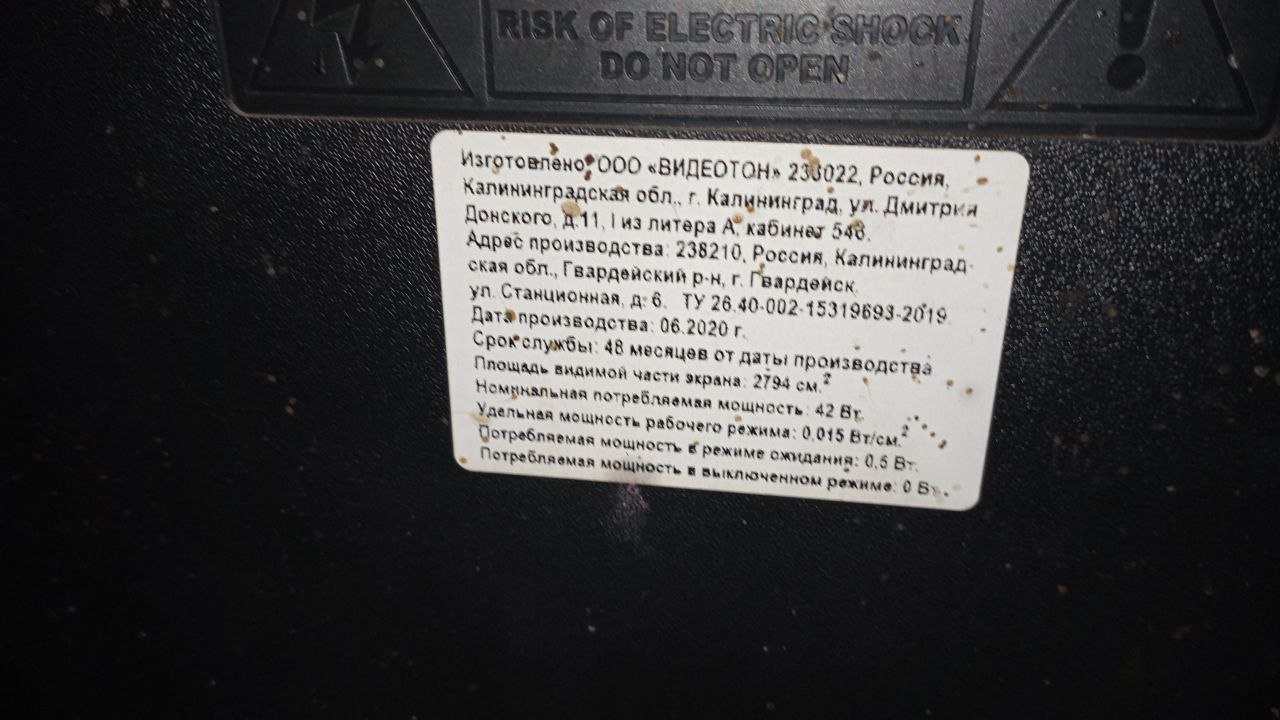 RISK OF ELECTRIC SHOCK
DO NOT OPEN
Изготовлено: ООО «ВИДЕОТОН» 236022, Россия,
Калининградская обл., г. Калининград, ул. Дмитрия
Донского, д.11, I из литера А, кабинет 548.
Адрес производства: 238210, Россия, Калининград-
ская обл., Гвардейский р-н, г. Гвардейск,
ул. Станционная, д. 6. ТУ 26.40-002-15319693-2019
Дата производства: 06.2020 г.
Срок службы: 48 месяцев от даты производства
Площадь видимой части экрана: 2794 см.²
Номинальная потребляемая мощность: 42 Вт.
Удельная мощность рабочего режима: 0,015 Вт/см.²
Потребляемая мощность в режиме ожидания: 0,5 Вт.
Потребляемая мощность в выключенном режиме: 0 Вт.